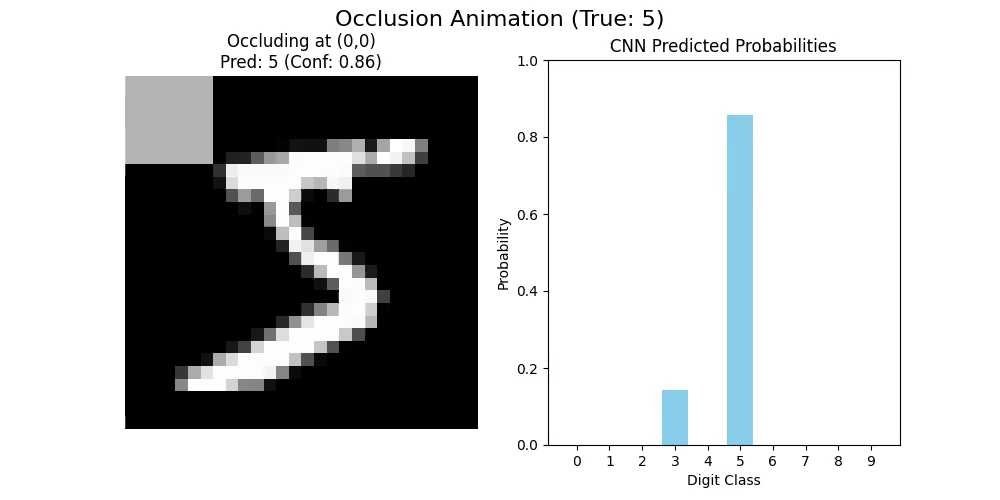 Occlusion Animation (True: 5)
Occluding at (0,0)
Pred: 5 (Conf: 0.86)
5
CNN Predicted Probabilities
1.0
0.8
0.6
0.4
0.2
0.0
Probability
0 1 2 3 4 5 6 7 8 9
Digit Class